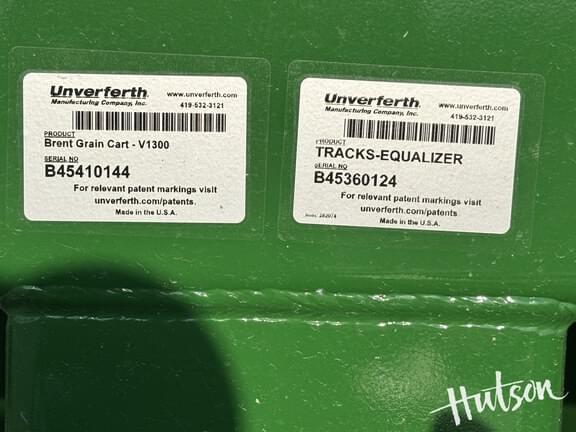 Unverferth
Manufacturing Company, Inc.
www.unverferth.com
419-532-3121
PRODUCT
Brent Grain Cart - V1300
SERIAL NO
B45410144
For relevant patent markings visit
unverferth.com/patents.
Made in the U.S.A.
Unverferth
Manufacturing Company, Inc.
www.unverferth.com
419-532-3121
PRODUCT
TRACKS-EQUALIZER
SERIAL NO
B45360124
For relevant patent markings visit
unverferth.com/patents.
Made in the U.S.A.
Hutson